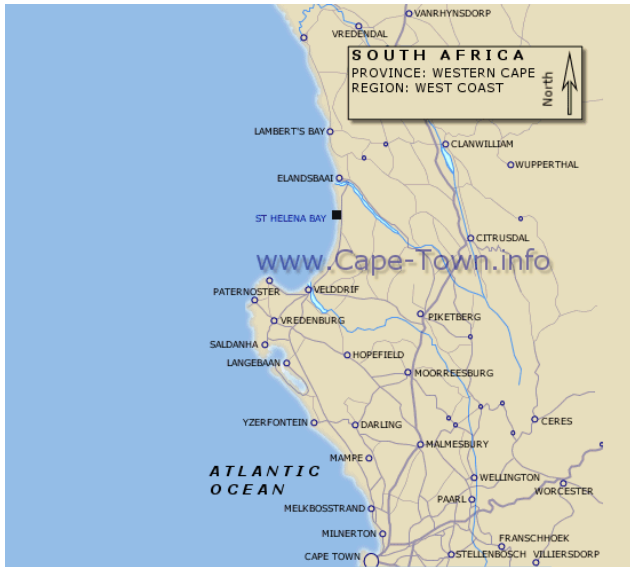 VANRHYNSDORP
VREDENDAL
SOUTH AFRICA
PROVINCE: WESTERN CAPE
REGION: WEST COAST
North
LAMBERT'S BAY
CLANWILLIAM
WUPPERTHAL
ELANDSBAAI
ST HELENA BAY
CITRUSDAL
www.Cape-Town.info
PATERNOSTER
VELDDRIF
VREDENBURG
PIKETBERG
SALDANHA
HOPEFIELD
LANGEBAAN
MOORREESBURG
YZERFONTEIN
DARLING
CERES
MALMESBURY
MAMPE
ATLANTIC
OCEAN
WELLINGTON
WORCESTER
PAARL
MELKBOSSTRAND
MILNERTON
FRANSCHHOEK
CAPE TOWN
STELLENBOSCH
VILLIERSDORP